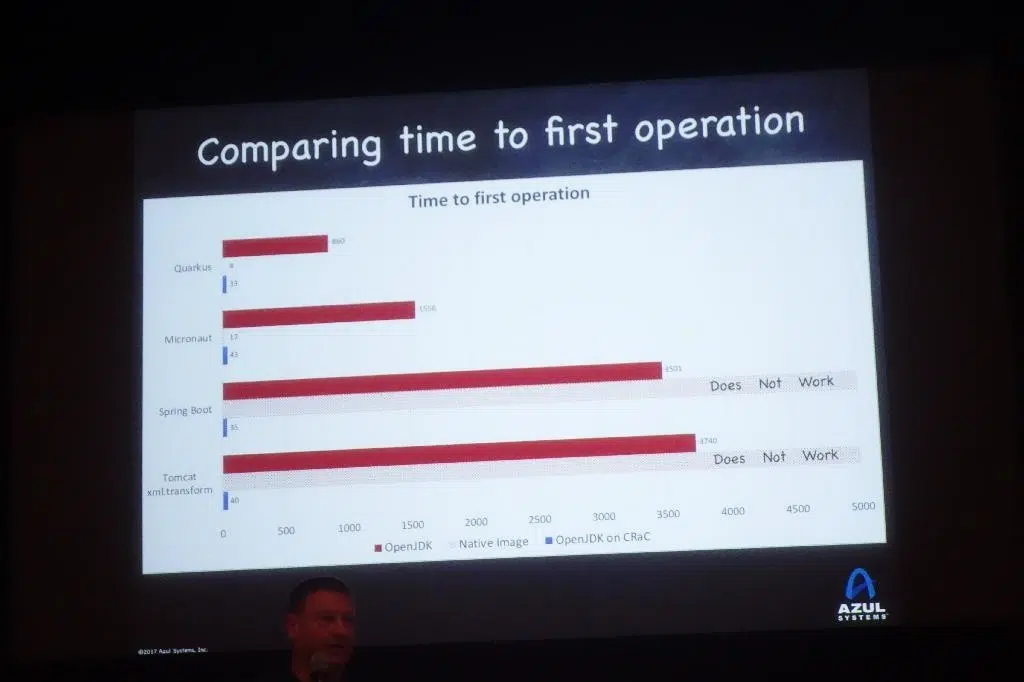 Comparing time to first operation
Time to first operation
Quarkus
33
Micronaut
1556
17
43
Spring Boot
3501
Does Not Work
35
Tomcat
xml.transform
3740
Does Not Work
40
0 500 1000 1500 2000 2500 3000 3500 4000 4500 5000
OpenJDK Native Image OpenJDK on CRaC
AZUL
SYSTEMS
©2017 Azul Systems, Inc.